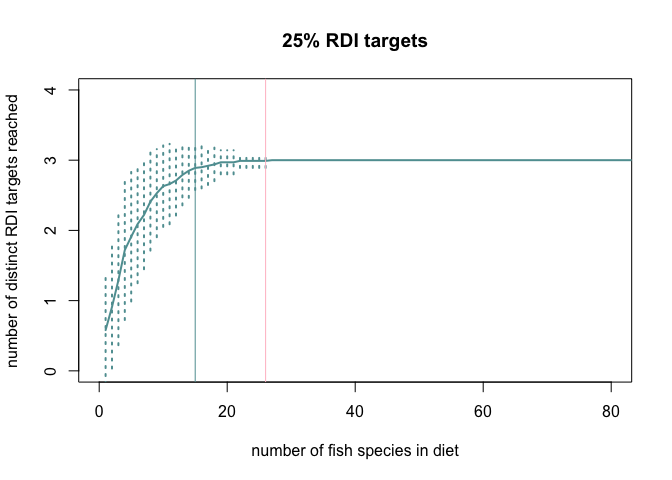 25% RDI targets
number of distinct RDI targets reached
4
3
2
1
0
0 20 40 60 80
number of fish species in diet